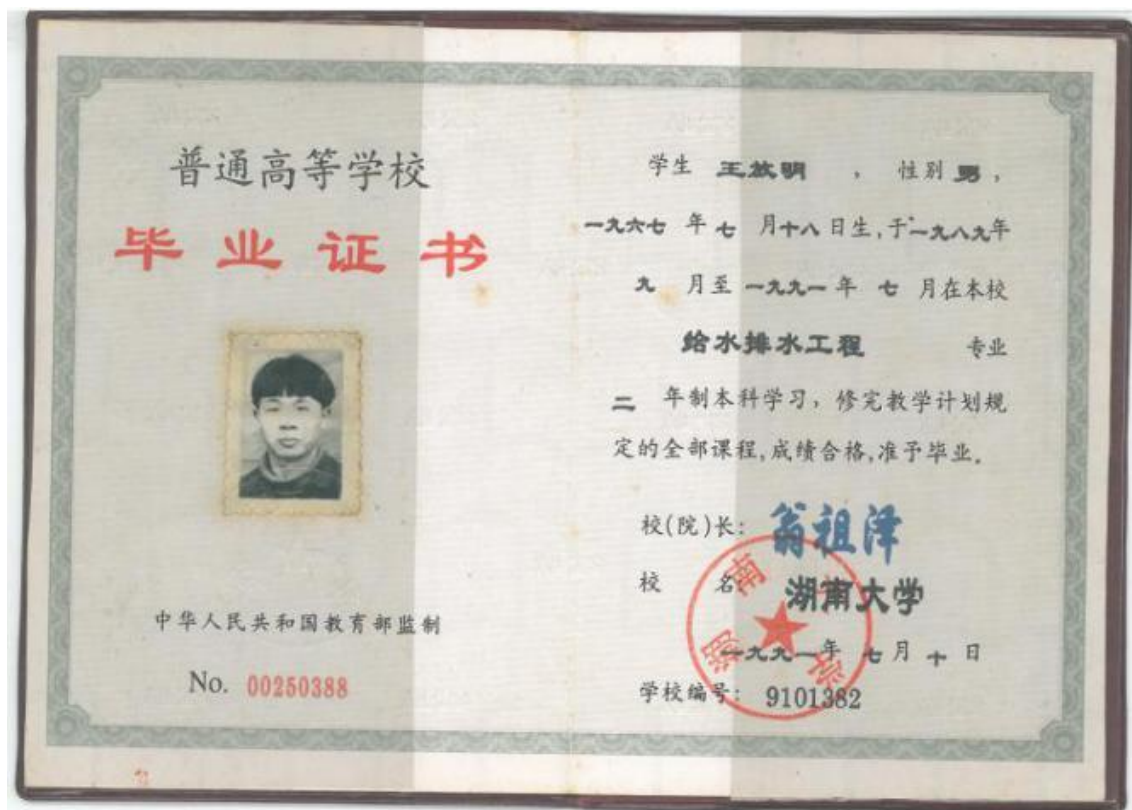 普通高等学校
毕业证书
中华人民共和国教育部监制
No. 00250388
学生 王放明 , 性别 男,
一九六七 年 七 月十八日生,于一九八九年
九 月至 一九九一 年 七 月在本校
给水排水工程 专业
二 年制本科学习, 修完教学计划规
定的全部课程,成绩合格,准予毕业。
校(院)长: 翁祖泽
校 名: 湖南大学
一九九一年 七月 十 日
学校编号: 9101382
湖南大学